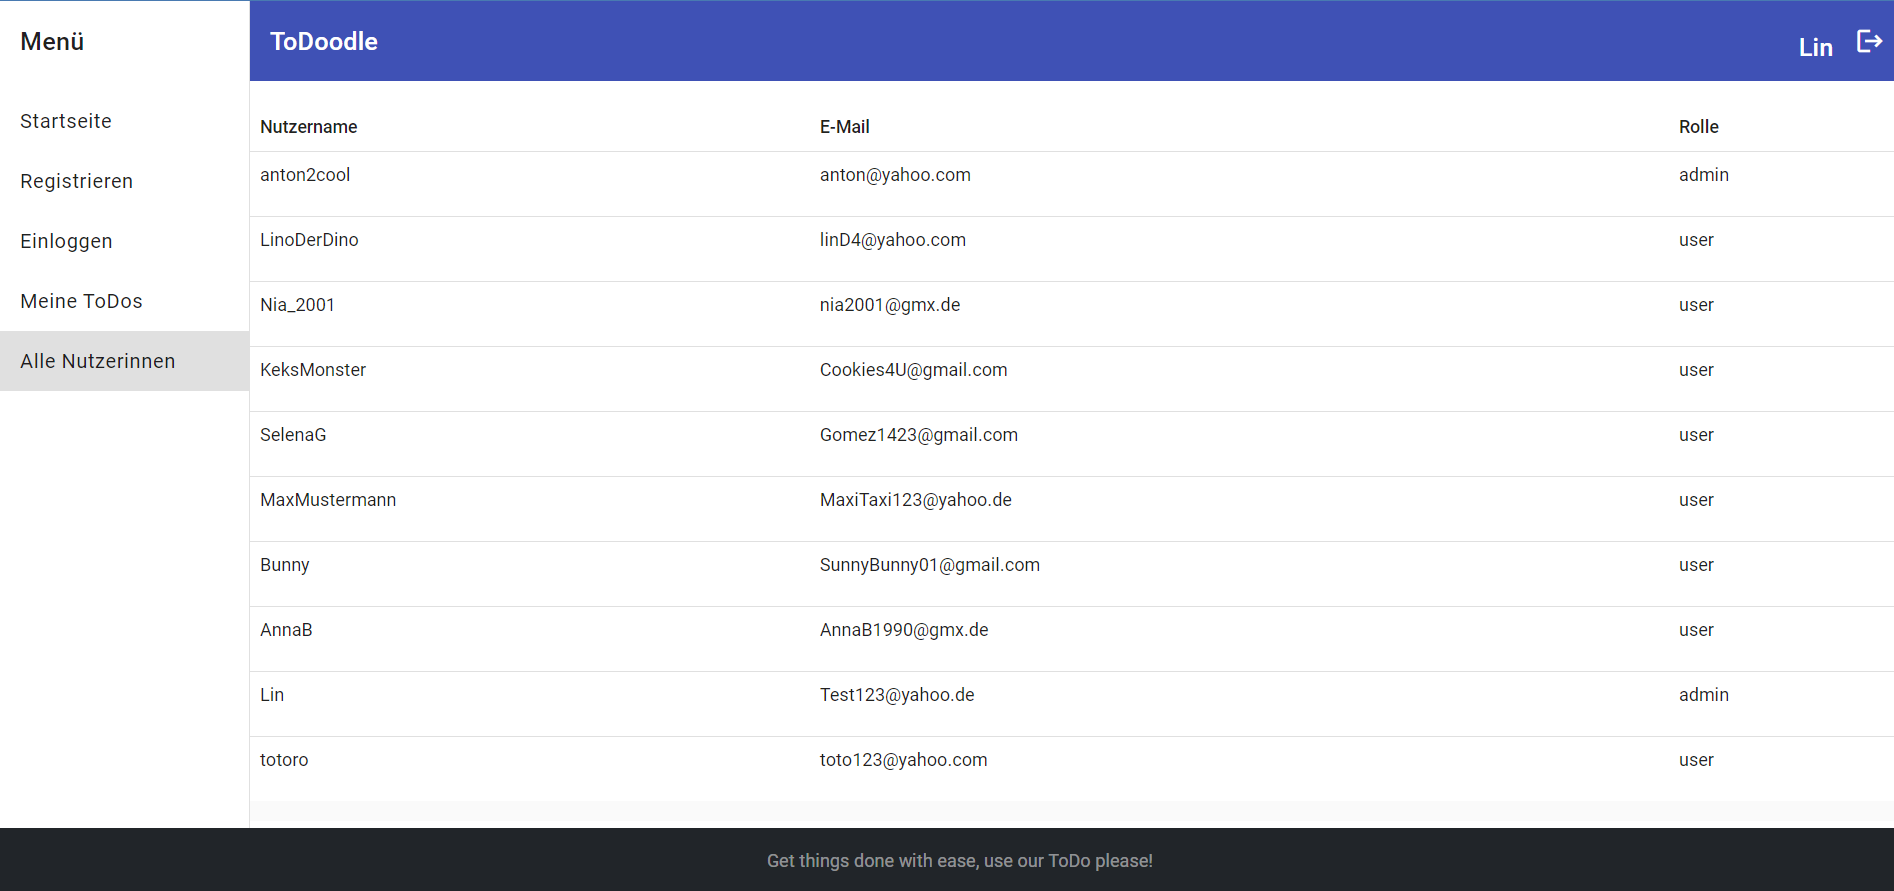 Menü
ToDoodle
Lin
Startseite
Registrieren
Einloggen
Meine ToDos
Alle Nutzerinnen
Nutzername E-Mail Rolle
anton2cool anton@yahoo.com admin
LinoDerDino linD4@yahoo.com user
Nia_2001 nia2001@gmx.de user
KeksMonster Cookies4U@gmail.com user
SelenaG Gomez1423@gmail.com user
MaxMustermann MaxiTaxi123@yahoo.de user
Bunny SunnyBunny01@gmail.com user
AnnaB AnnaB1990@gmx.de user
Lin Test123@yahoo.de admin
totoro toto123@yahoo.com user
Get things done with ease, use our ToDo please!